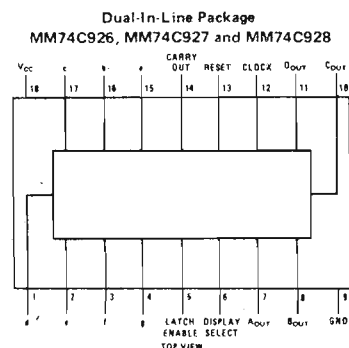 Dual-In-Line Package
MM74C926, MM74C927 and MM74C928
VCC c b a CARRY OUT RESET CLOCK DOUT COUT
18 17 16 15 14 13 12 11 10
1 2 3 4 5 6 7 8 9
d e f g LATCH ENABLE DISPLAY SELECT AOUT BOUT GND
TOP VIEW